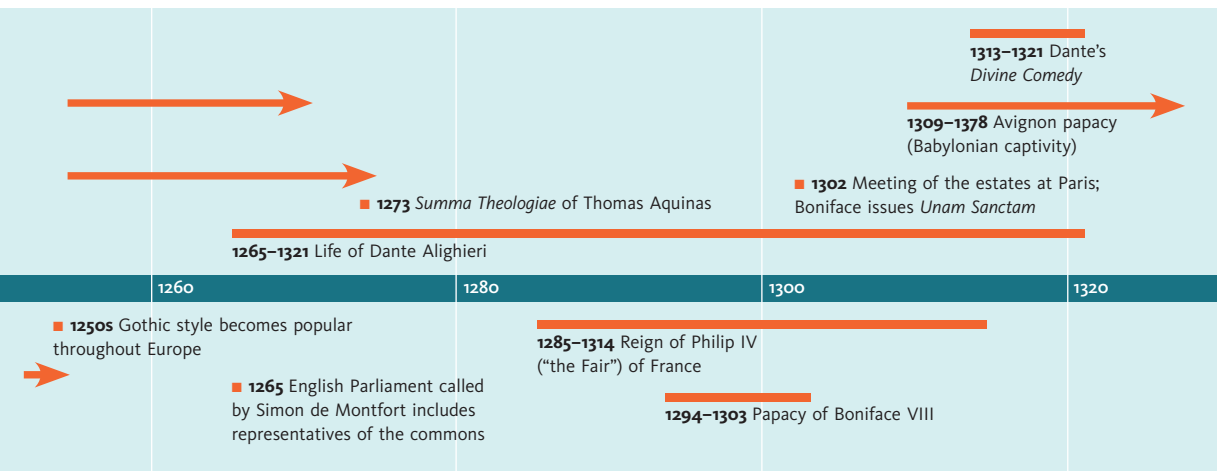 1313–1321 Dante’s
Divine Comedy
1309–1378 Avignon papacy
(Babylonian captivity)
1302 Meeting of the estates at Paris;
Boniface issues Unam Sanctam
1273 Summa Theologiae of Thomas Aquinas
1265–1321 Life of Dante Alighieri
1260
1280
1300
1320
1250s Gothic style becomes popular
throughout Europe
1265 English Parliament called
by Simon de Montfort includes
representatives of the commons
1285–1314 Reign of Philip IV
(“the Fair”) of France
1294–1303 Papacy of Boniface VIII